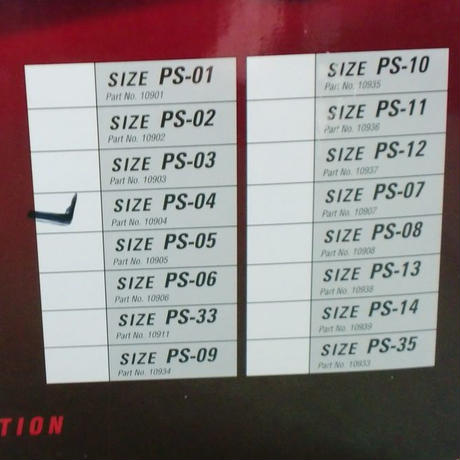 SIZE PS-01
Part No. 10901
SIZE PS-02
Part No. 10902
SIZE PS-03
Part No. 10903
SIZE PS-04
Part No. 10904
SIZE PS-05
Part No. 10905
SIZE PS-06
Part No. 10906
SIZE PS-33
Part No. 10911
SIZE PS-09
Part No. 10934
SIZE PS-10
Part No. 10935
SIZE PS-11
Part No. 10936
SIZE PS-12
Part No. 10937
SIZE PS-07
Part No. 10907
SIZE PS-08
Part No. 10908
SIZE PS-13
Part No. 10938
SIZE PS-14
Part No. 10939
SIZE PS-35
Part No. 10933
TION